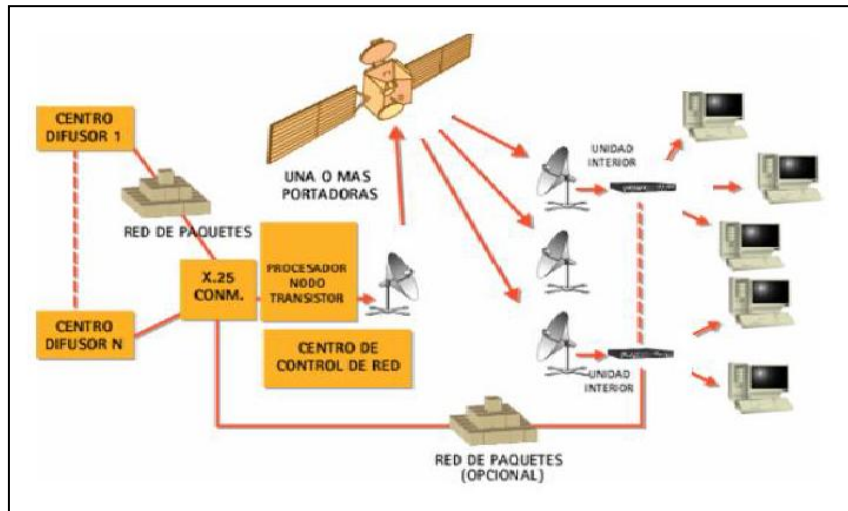 CENTRO
DIFUSOR 1
UNA O MAS
PORTADORAS
UNIDAD
INTERIOR
RED DE PAQUETES
X.25
CONM.
PROCESADOR
NODO
TRANSISTOR
CENTRO
DIFUSOR N
CENTRO DE
CONTROL DE RED
UNIDAD
INTERIOR
RED DE PAQUETES
(OPCIONAL)